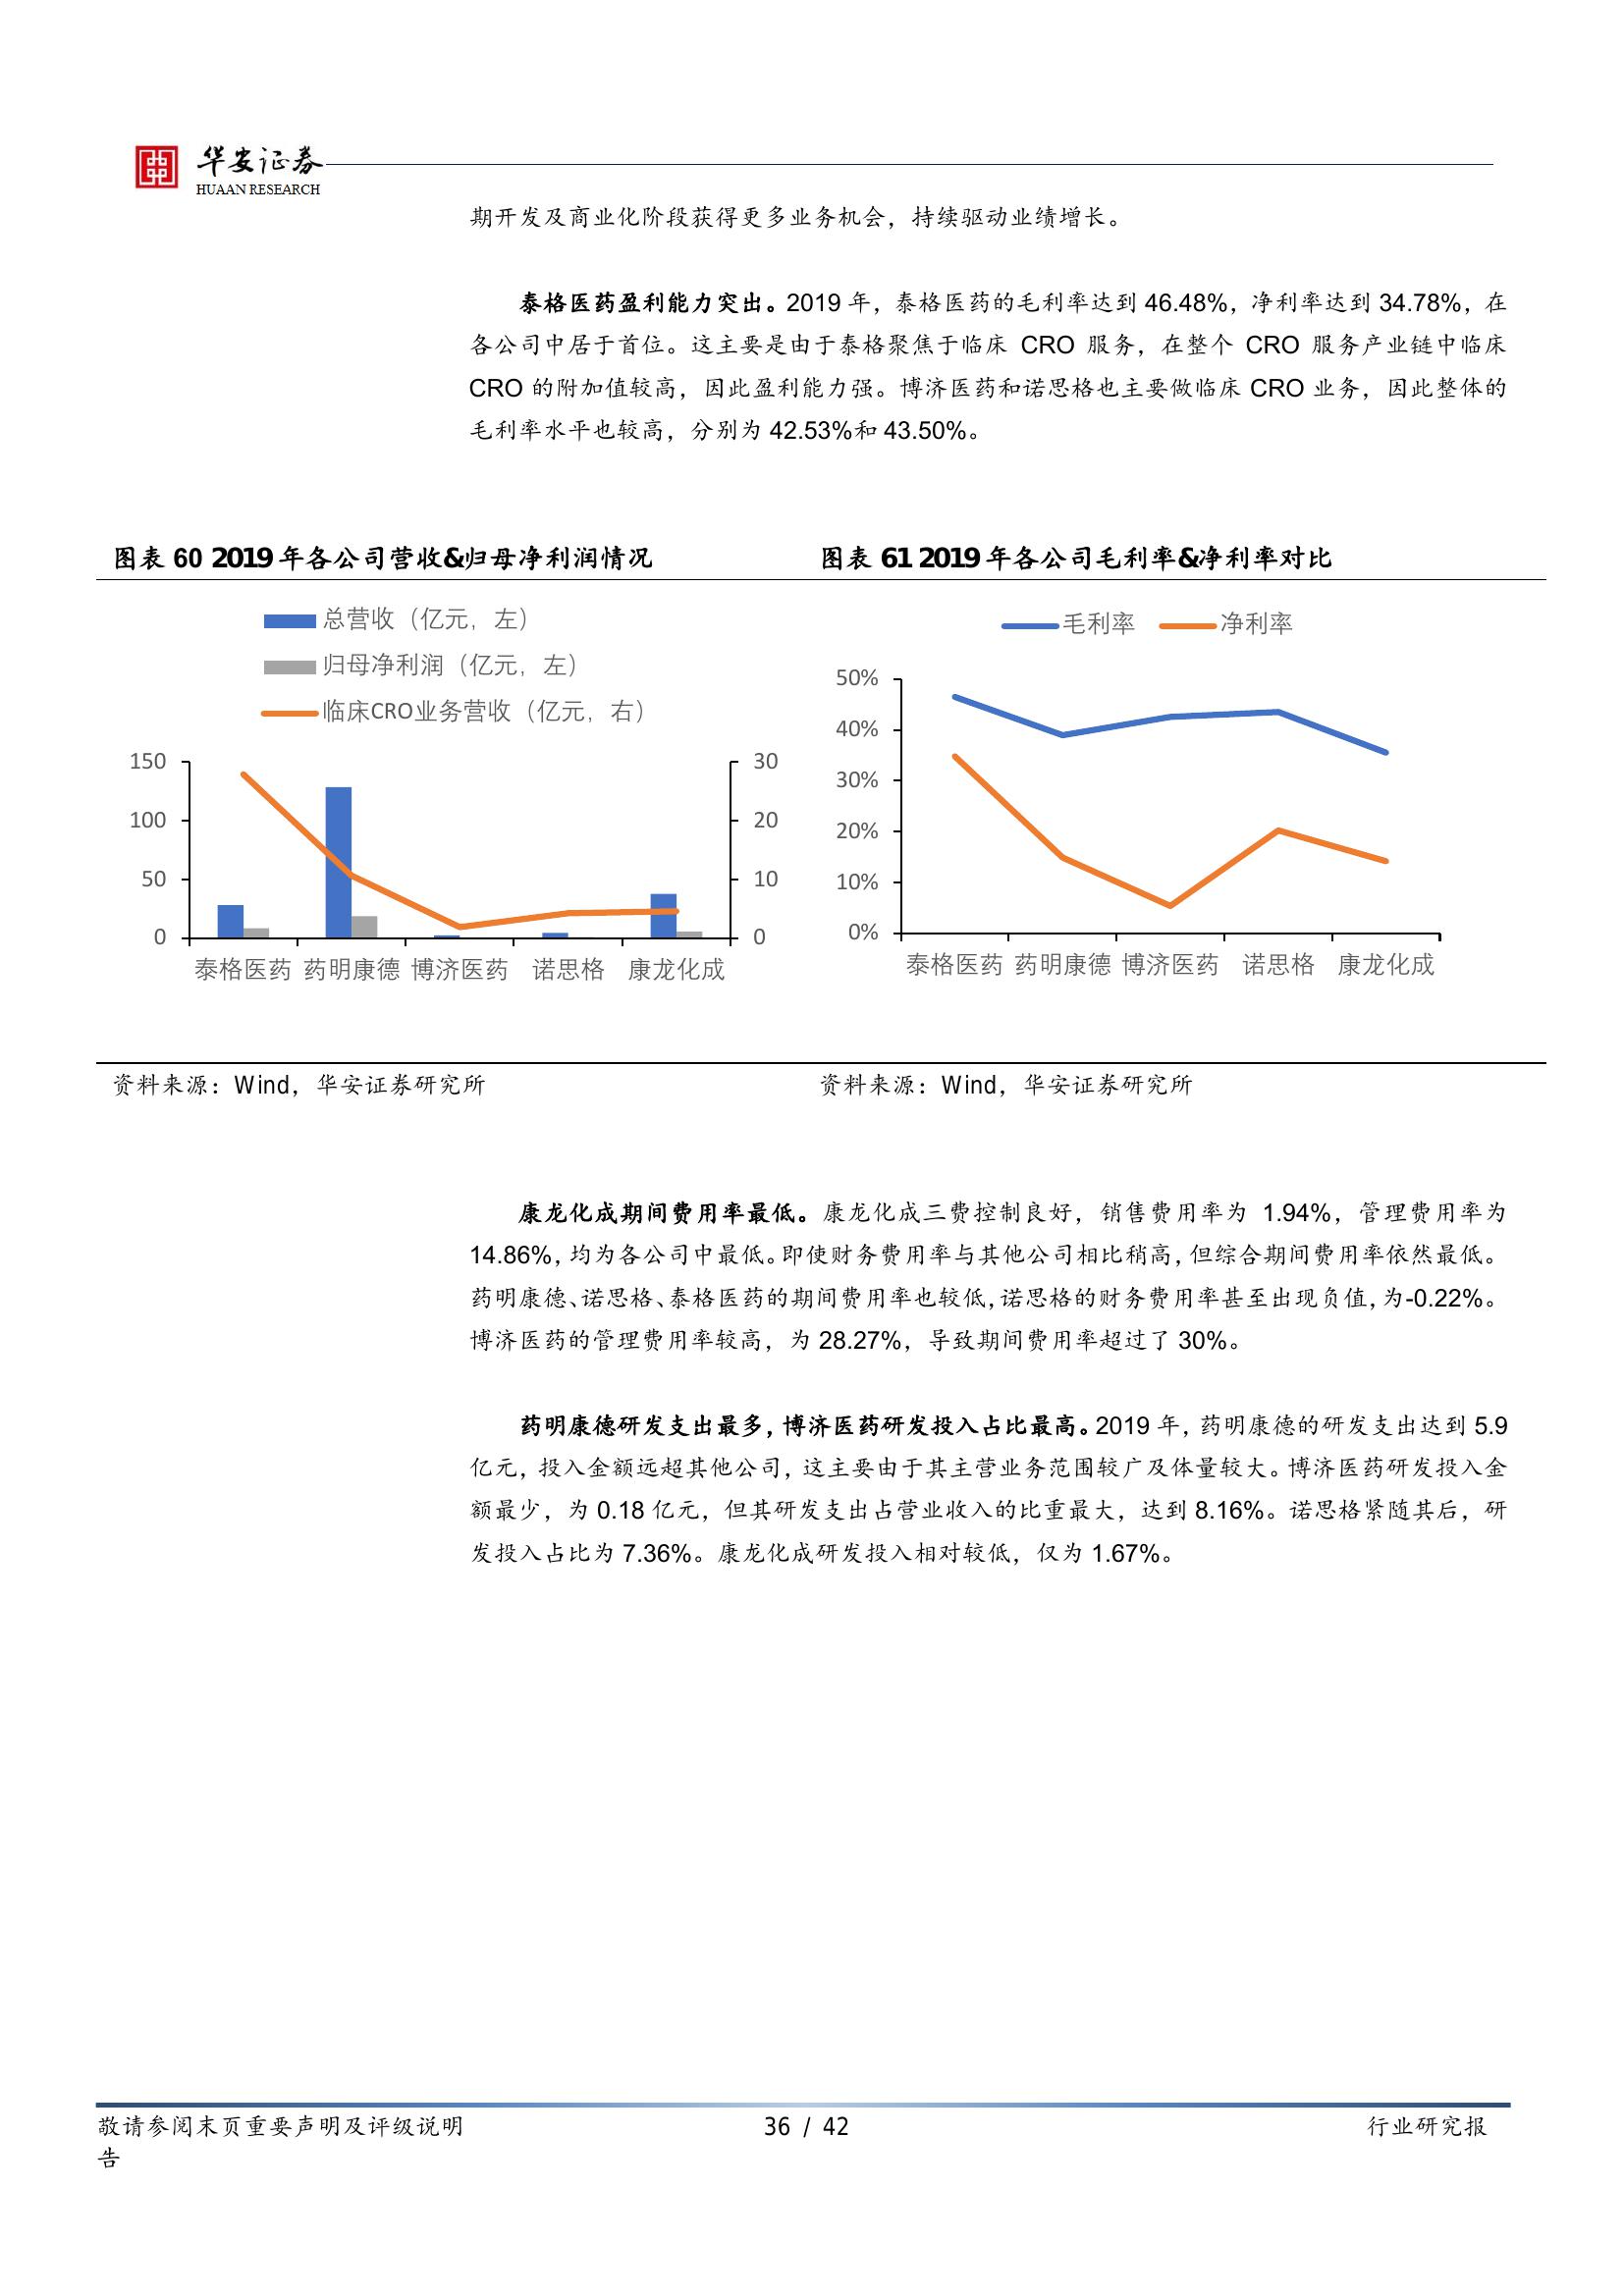 华安证券
HUAAN RESEARCH
期开发及商业化阶段获得更多业务机会，持续驱动业绩增长。
泰格医药盈利能力突出。2019 年，泰格医药的毛利率达到 46.48%，净利率达到 34.78%，在
各公司中居于首位。这主要是由于泰格聚焦于临床 CRO 服务，在整个 CRO 服务产业链中临床
CRO 的附加值较高，因此盈利能力强。博济医药和诺思格也主要做临床 CRO 业务，因此整体的
毛利率水平也较高，分别为 42.53%和 43.50%。
图表 60 2019 年各公司营收&归母净利润情况
总营收（亿元，左）
归母净利润（亿元，左）
临床CRO业务营收（亿元，右）
150
100
50
0
30
20
10
0
泰格医药 药明康德 博济医药 诺思格 康龙化成
资料来源：Wind，华安证券研究所
图表 61 2019 年各公司毛利率&净利率对比
毛利率 净利率
50%
40%
30%
20%
10%
0%
泰格医药 药明康德 博济医药 诺思格 康龙化成
资料来源：Wind，华安证券研究所
康龙化成期间费用率最低。康龙化成三费控制良好，销售费用率为 1.94%，管理费用率为
14.86%，均为各公司中最低。即使财务费用率与其他公司相比稍高，但综合期间费用率依然最低。
药明康德、诺思格、泰格医药的期间费用率也较低，诺思格的财务费用率甚至出现负值，为-0.22%。
博济医药的管理费用率较高，为 28.27%，导致期间费用率超过了 30%。
药明康德研发支出最多，博济医药研发投入占比最高。2019 年，药明康德的研发支出达到 5.9
亿元，投入金额远超其他公司，这主要由于其主营业务范围较广及体量较大。博济医药研发投入金
额最少，为 0.18 亿元，但其研发支出占营业收入的比重最大，达到 8.16%。诺思格紧随其后，研
发投入占比为 7.36%。康龙化成研发投入相对较低，仅为 1.67%。
敬请参阅末页重要声明及评级说明 36 / 42 行业研究报
告